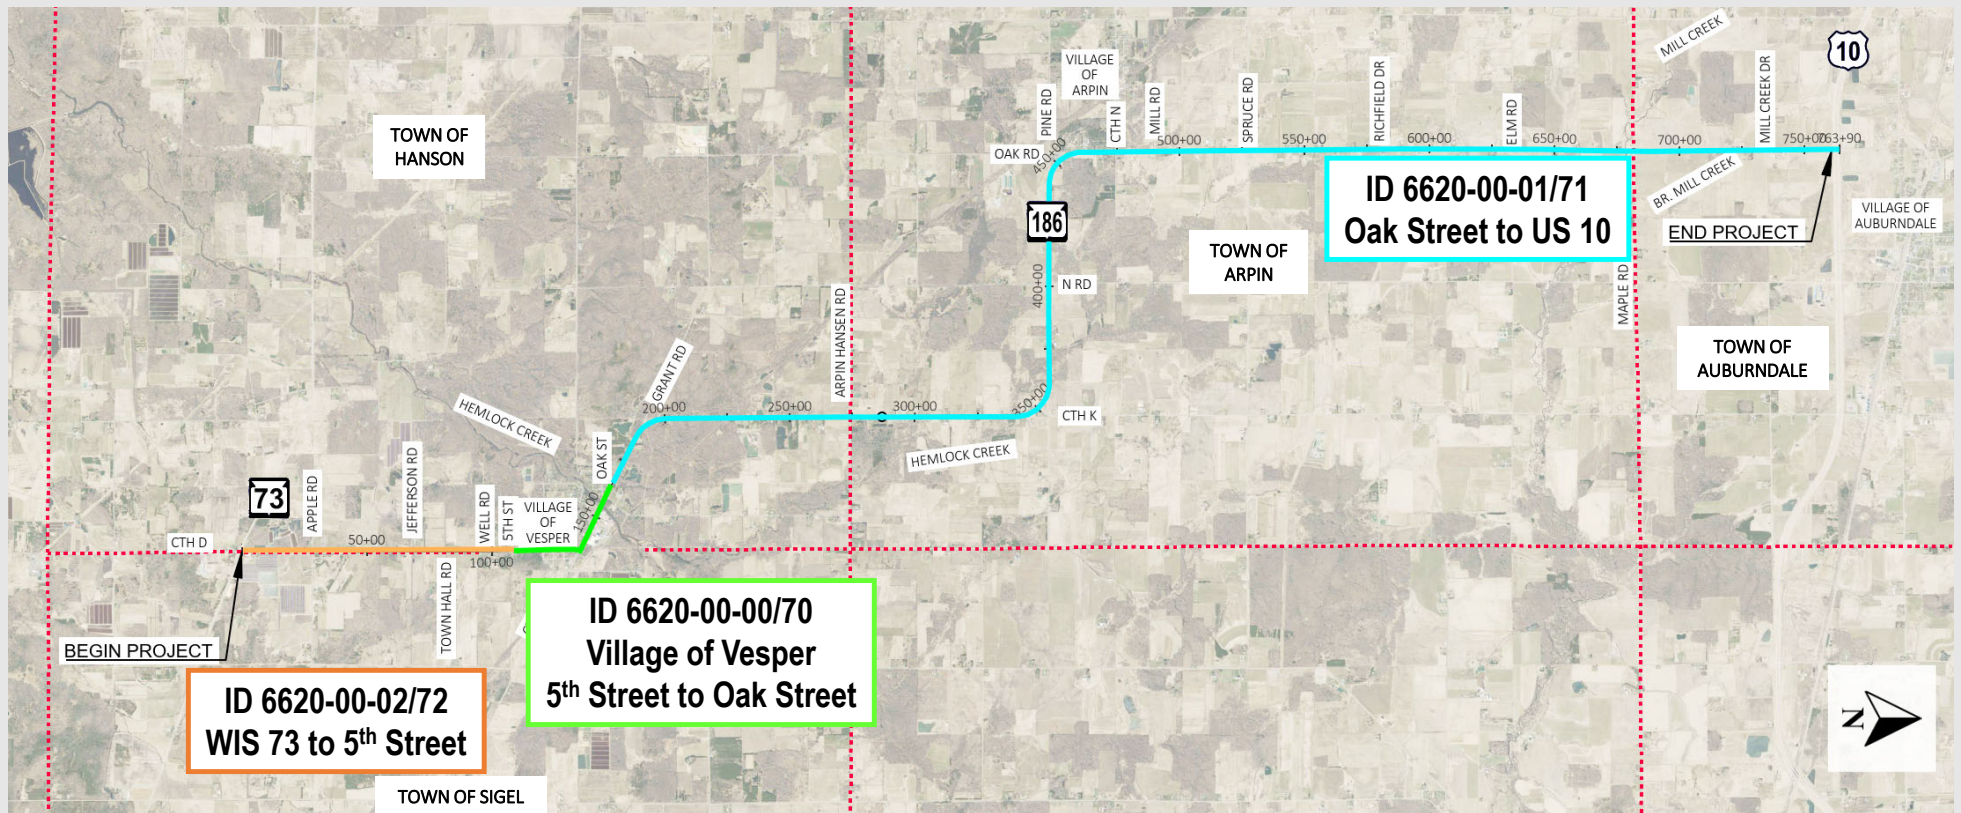 MILL CREEK
10
VILLAGE
OF
ARPIN
PINE RD
CTH N
MILL RD
SPRUCE RD
RICHFIELD DR
ELM RD
MILL CREEK DR
TOWN OF
HANSON
OAK RD
450+00
500+00
550+00
600+00
650+00
700+00
750+00
763+90
ID 6620-00-01/71
Oak Street to US 10
BR. MILL CREEK
VILLAGE OF
AUBURNDALE
END PROJECT
186
TOWN OF
ARPIN
400+00
N RD
MAPLE RD
ARPIN HANSEN RD
TOWN OF
AUBURNDALE
GRANT RD
200+00
250+00
300+00
350+00
CTH K
HEMLOCK CREEK
HEMLOCK CREEK
OAK ST
73
APPLE RD
JEFFERSON RD
WELL RD
5TH ST
VILLAGE
OF
VESPER
150+00
CTH D
50+00
100+00
TOWN HALL RD
BEGIN PROJECT
ID 6620-00-00/70
Village of Vesper
5th Street to Oak Street
ID 6620-00-02/72
WIS 73 to 5th Street
N
TOWN OF SIGEL